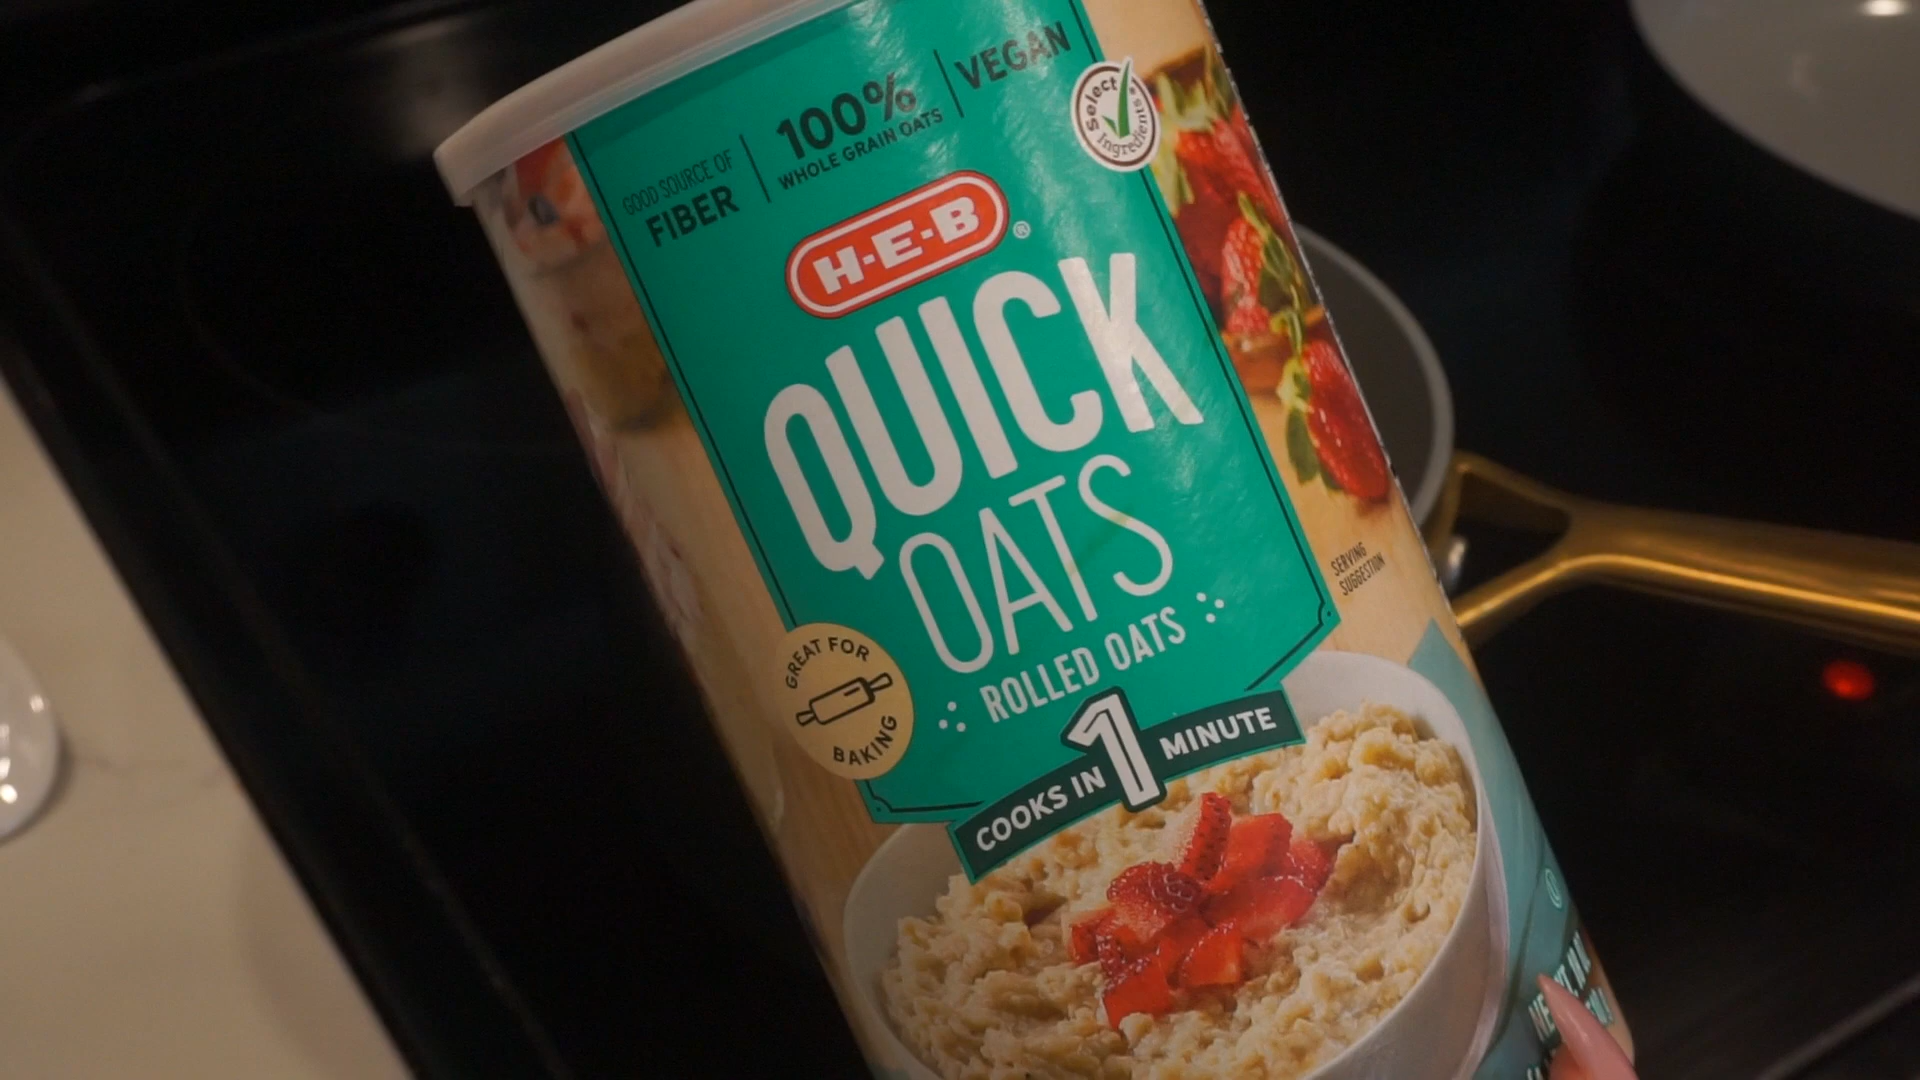 GOOD SOURCE OF
FIBER
100%
WHOLE GRAIN OATS
VEGAN
Select
Ingredients
H-E-B®
QUICK
OATS
ROLLED OATS
GREAT FOR
BAKING
COOKS IN 1 MINUTE
SERVING
SUGGESTION